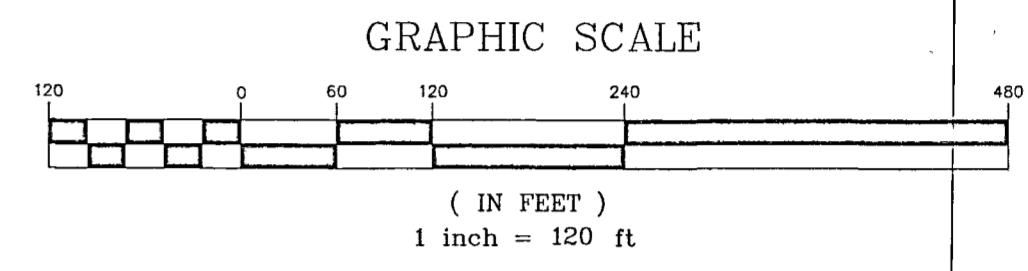 GRAPHIC SCALE
120 0 60 120 240 480
( IN FEET )
1 inch = 120 ft